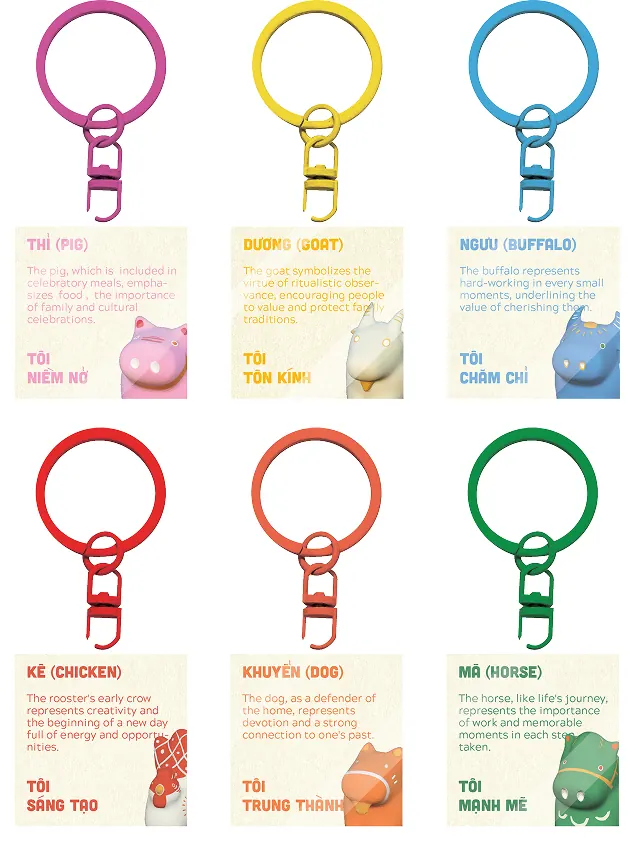 THỈ (PIG)
The pig, which is included in
celebratory meals, empha-
sizes food , the importance
of family and cultural
celebrations.
TÔI
NIỀM NỞ
DƯƠNG (GOAT)
The goat symbolizes the
virtue of ritualistic obser-
vance, encouraging people
to value and protect family
traditions.
TÔI
TÔN KÍNH
NGƯU (BUFFALO)
The buffalo represents
hard-working in every small
moments, underlining the
value of cherishing them.
TÔI
CHĂM CHỈ
KÊ (CHICKEN)
The rooster's early crow
represents creativity and
the beginning of a new day
full of energy and opportu-
nities.
TÔI
SÁNG TẠO
KHUYỂN (DOG)
The dog, as a defender of
the home, represents
devotion and a strong
connection to one's past.
TÔI
TRUNG THÀNH
MÃ (HORSE)
The horse, like life's journey,
represents the importance
of work and memorable
moments in each step
taken.
TÔI
MẠNH MẼ